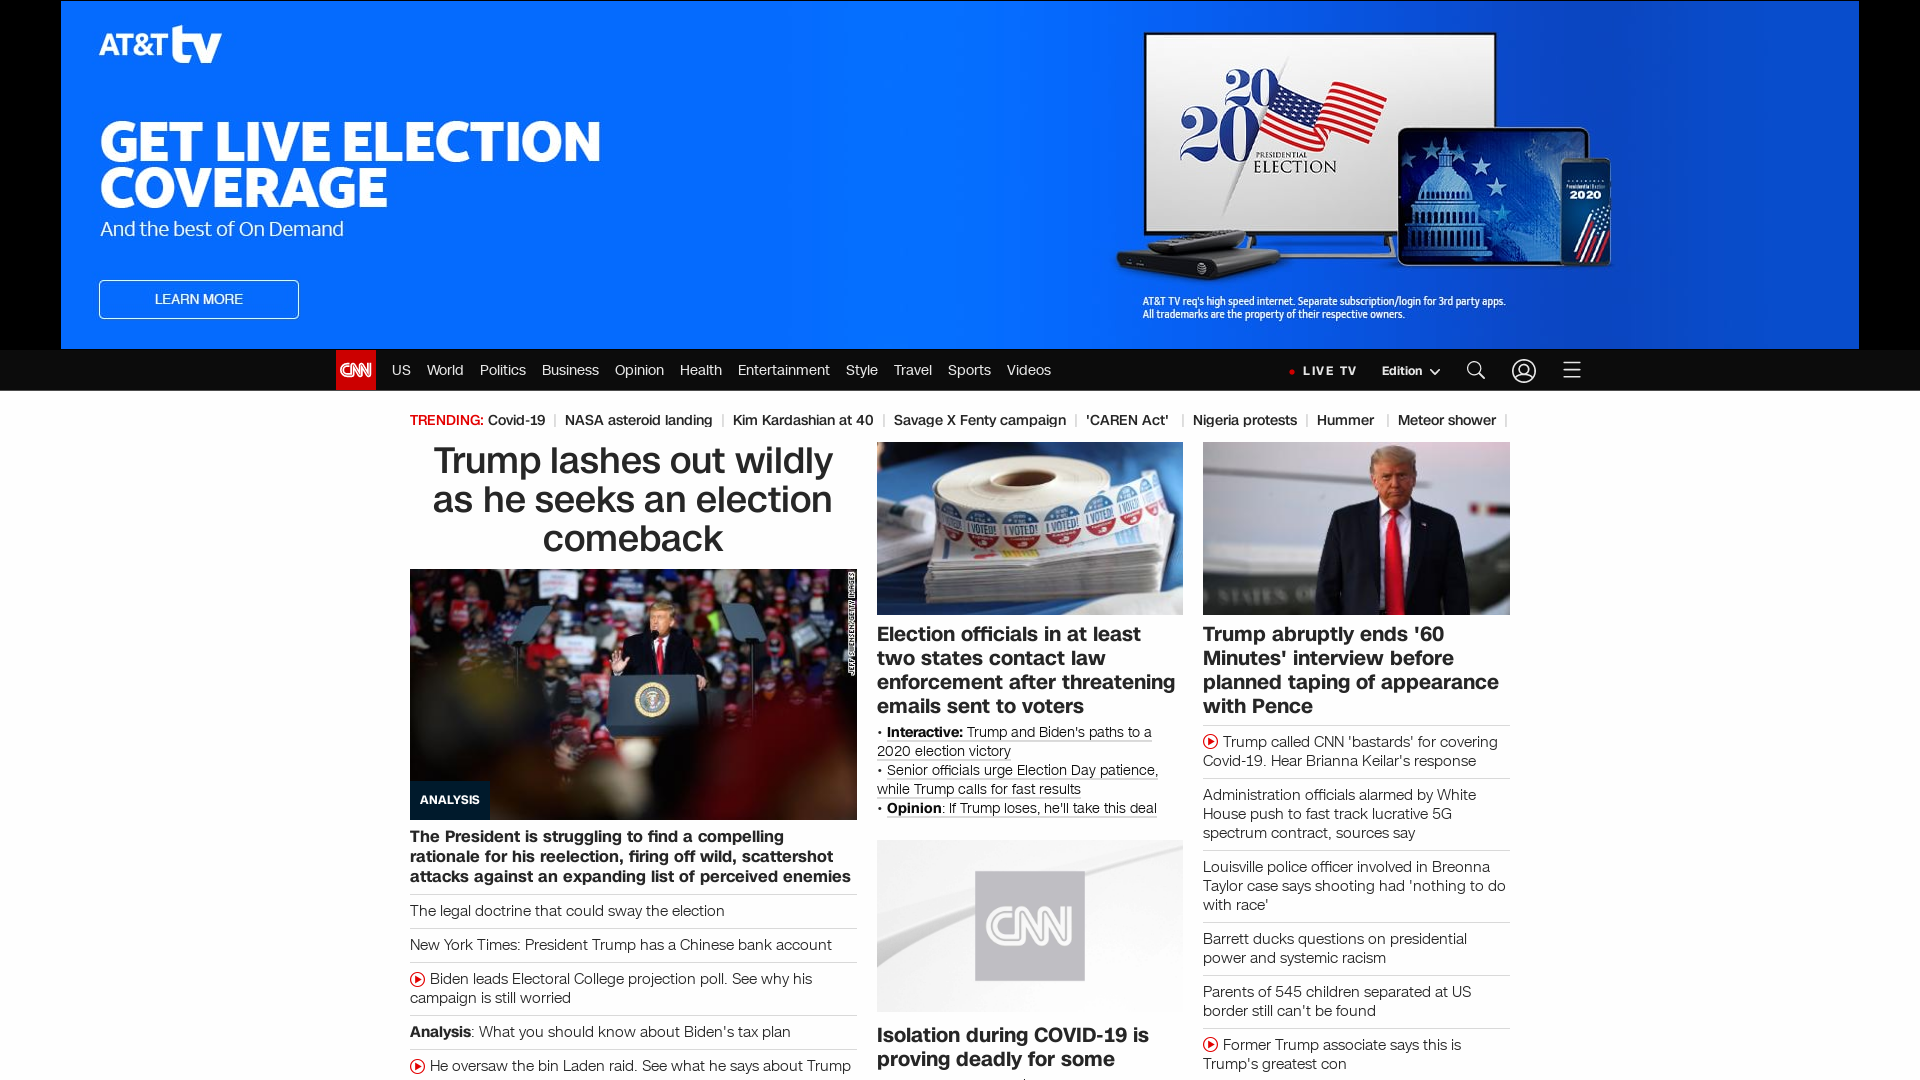 AT&T tv
GET LIVE ELECTION
COVERAGE
And the best of On Demand
LEARN MORE
2020
PRESIDENTIAL
ELECTION
Presidential Election
2020
AT&T TV req's high speed internet. Separate subscription/login for 3rd party apps.
All trademarks are the property of their respective owners.
CNN US World Politics Business Opinion Health Entertainment Style Travel Sports Videos LIVE TV Edition
TRENDING: Covid-19 | NASA asteroid landing | Kim Kardashian at 40 | Savage X Fenty campaign | 'CAREN Act' | Nigeria protests | Hummer | Meteor shower |
Trump lashes out wildly
as he seeks an election
comeback
JEFF SWENSEN/GETTY IMAGES
ANALYSIS
The President is struggling to find a compelling
rationale for his reelection, firing off wild, scattershot
attacks against an expanding list of perceived enemies
The legal doctrine that could sway the election
New York Times: President Trump has a Chinese bank account
Biden leads Electoral College projection poll. See why his
campaign is still worried
Analysis: What you should know about Biden's tax plan
He oversaw the bin Laden raid. See what he says about Trump
I VOTED! I VOTED! I VOTED! I VOTED!
Election officials in at least
two states contact law
enforcement after threatening
emails sent to voters
• Interactive: Trump and Biden's paths to a
2020 election victory
• Senior officials urge Election Day patience,
while Trump calls for fast results
• Opinion: If Trump loses, he'll take this deal
CNN
Isolation during COVID-19 is
proving deadly for some
STATES OF
Trump abruptly ends '60
Minutes' interview before
planned taping of appearance
with Pence
Trump called CNN 'bastards' for covering
Covid-19. Hear Brianna Keilar's response
Administration officials alarmed by White
House push to fast track lucrative 5G
spectrum contract, sources say
Louisville police officer involved in Breonna
Taylor case says shooting had 'nothing to do
with race'
Barrett ducks questions on presidential
power and systemic racism
Parents of 545 children separated at US
border still can't be found
Former Trump associate says this is
Trump's greatest con